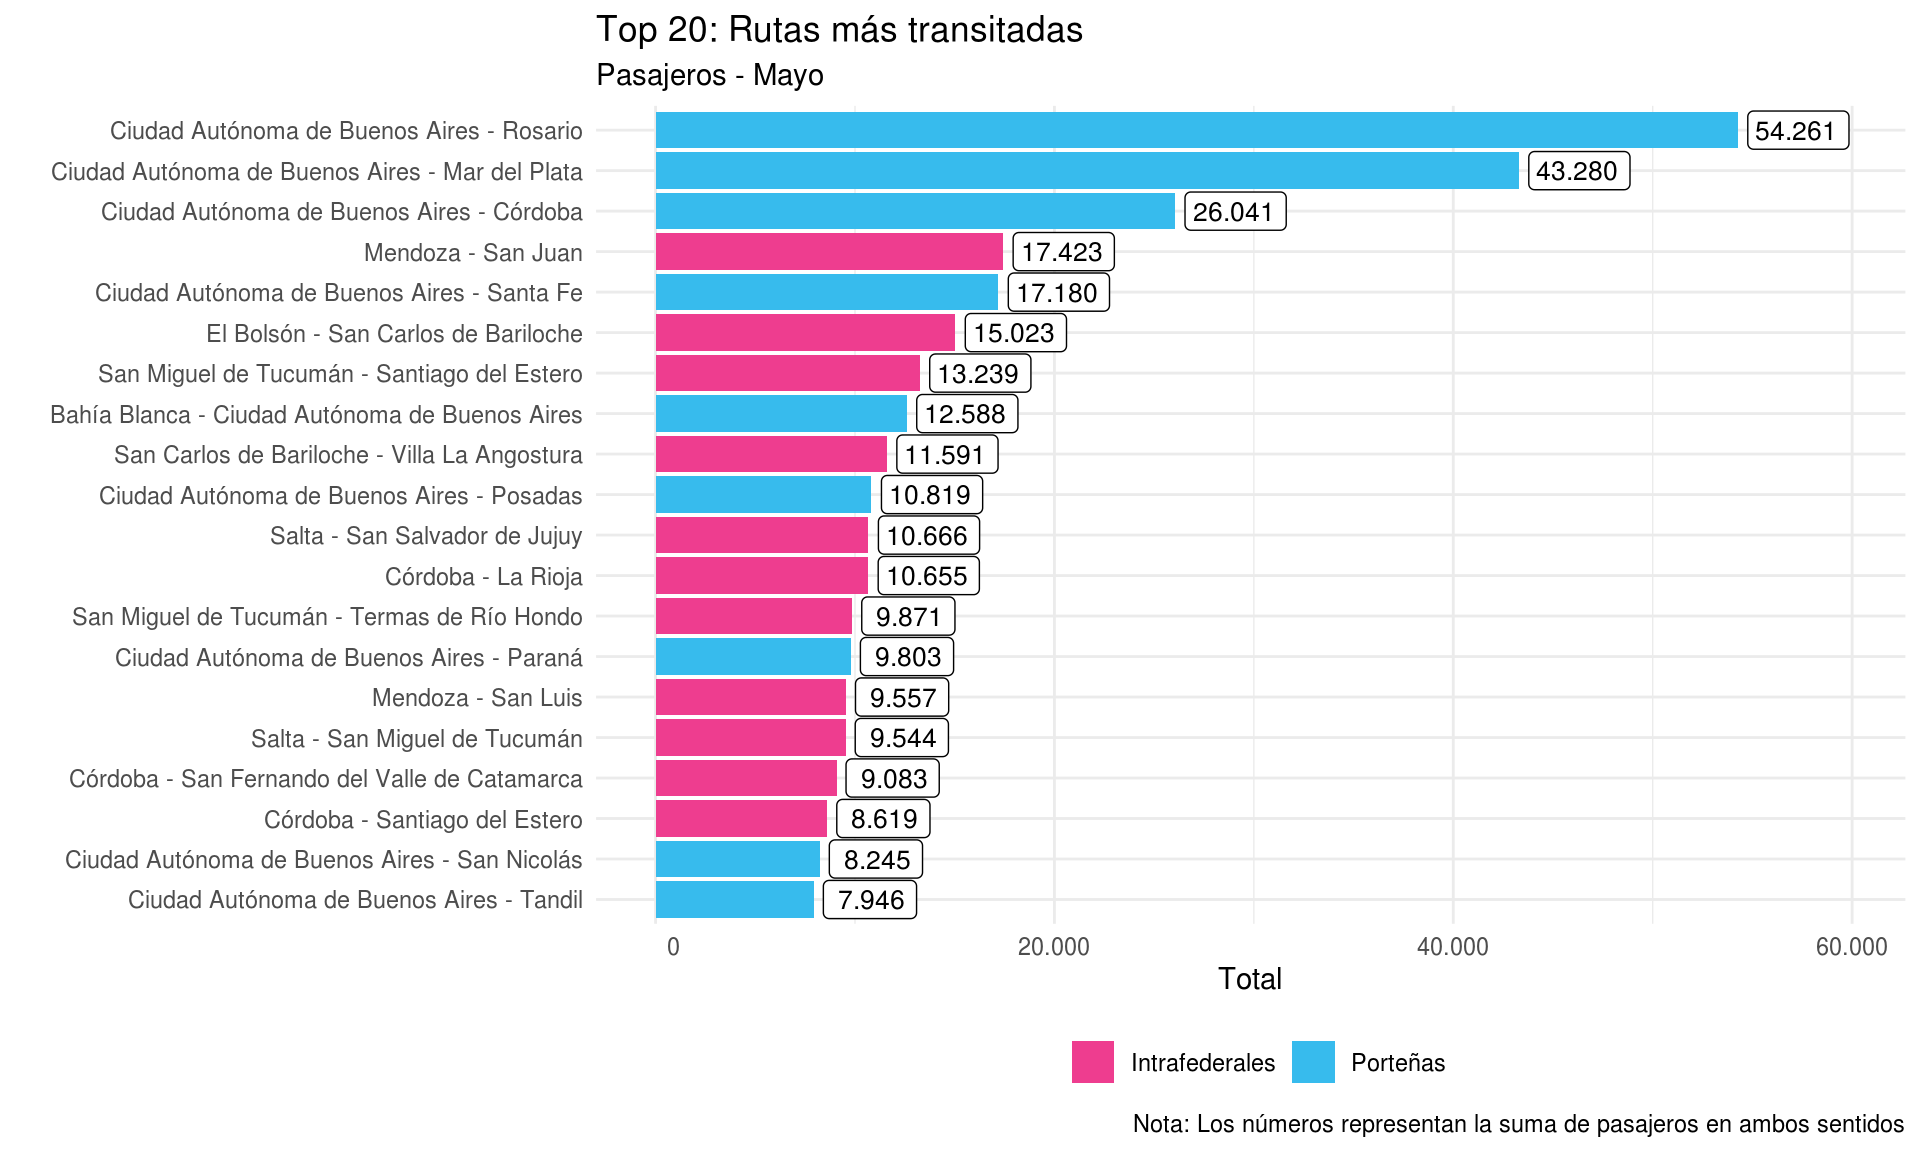 Top 20: Rutas más transitadas
Pasajeros - Mayo
Ciudad Autónoma de Buenos Aires - Rosario 54.261
Ciudad Autónoma de Buenos Aires - Mar del Plata 43.280
Ciudad Autónoma de Buenos Aires - Córdoba 26.041
Mendoza - San Juan 17.423
Ciudad Autónoma de Buenos Aires - Santa Fe 17.180
El Bolsón - San Carlos de Bariloche 15.023
San Miguel de Tucumán - Santiago del Estero 13.239
Bahía Blanca - Ciudad Autónoma de Buenos Aires 12.588
San Carlos de Bariloche - Villa La Angostura 11.591
Ciudad Autónoma de Buenos Aires - Posadas 10.819
Salta - San Salvador de Jujuy 10.666
Córdoba - La Rioja 10.655
San Miguel de Tucumán - Termas de Río Hondo 9.871
Ciudad Autónoma de Buenos Aires - Paraná 9.803
Mendoza - San Luis 9.557
Salta - San Miguel de Tucumán 9.544
Córdoba - San Fernando del Valle de Catamarca 9.083
Córdoba - Santiago del Estero 8.619
Ciudad Autónoma de Buenos Aires - San Nicolás 8.245
Ciudad Autónoma de Buenos Aires - Tandil 7.946
0 20.000 40.000 60.000
Total
Intrafederales Porteñas
Nota: Los números representan la suma de pasajeros en ambos sentidos